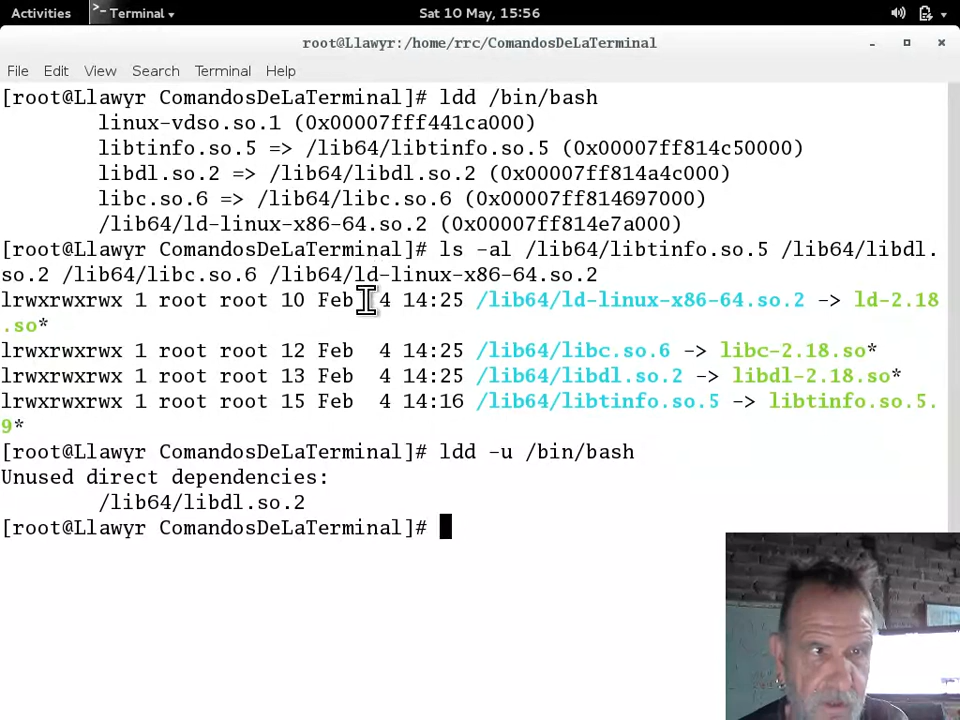 Activities
Terminal
Sat 10 May, 15:56
root@Llawyr:/home/rrc/ComandosDeLaTerminal
File Edit View Search Terminal Help
[root@Llawyr ComandosDeLaTerminal]# ldd /bin/bash
linux-vdso.so.1 (0x00007fff441ca000)
libtinfo.so.5 => /lib64/libtinfo.so.5 (0x00007ff814c50000)
libdl.so.2 => /lib64/libdl.so.2 (0x00007ff814a4c000)
libc.so.6 => /lib64/libc.so.6 (0x00007ff814697000)
/lib64/ld-linux-x86-64.so.2 (0x00007ff814e7a000)
[root@Llawyr ComandosDeLaTerminal]# ls -al /lib64/libtinfo.so.5 /lib64/libdl.
so.2 /lib64/libc.so.6 /lib64/ld-linux-x86-64.so.2
lrwxrwxrwx 1 root root 10 Feb  4 14:25 /lib64/ld-linux-x86-64.so.2 -> ld-2.18
.so*
lrwxrwxrwx 1 root root 12 Feb  4 14:25 /lib64/libc.so.6 -> libc-2.18.so*
lrwxrwxrwx 1 root root 13 Feb  4 14:25 /lib64/libdl.so.2 -> libdl-2.18.so*
lrwxrwxrwx 1 root root 15 Feb  4 14:16 /lib64/libtinfo.so.5 -> libtinfo.so.5.
9*
[root@Llawyr ComandosDeLaTerminal]# ldd -u /bin/bash
Unused direct dependencies:
/lib64/libdl.so.2
[root@Llawyr ComandosDeLaTerminal]#